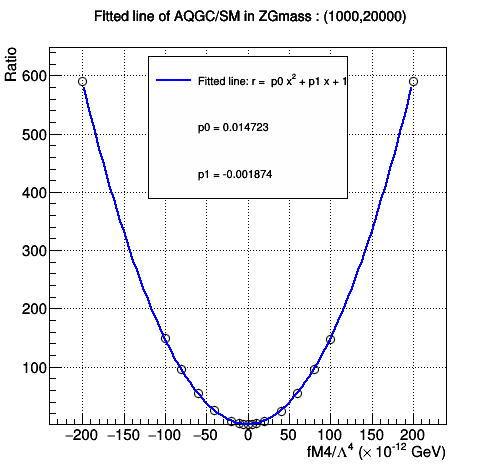 FItted line of AQGC/SM in ZGmass : (1000,20000)
Ratio
600
500
400
300
200
100
Fitted line: r = p0 x² + p1 x + 1
p0 = 0.014723
p1 = -0.001874
−200 −150 −100 −50 0 50 100 150 200
fM4/Λ⁴ (× 10⁻¹² GeV)